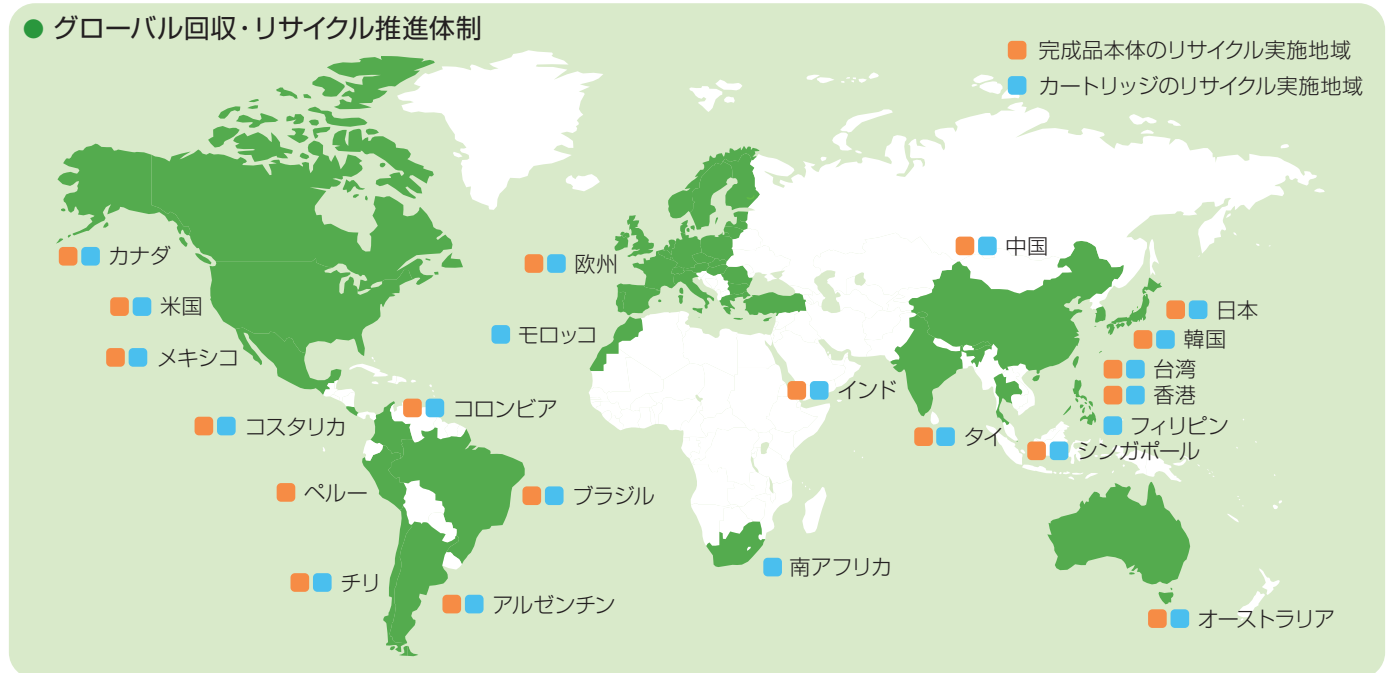 ● グローバル回収・リサイクル推進体制
完成品本体のリサイクル実施地域
カートリッジのリサイクル実施地域
カナダ
米国
メキシコ
コスタリカ
コロンビア
ペルー
ブラジル
チリ
アルゼンチン
欧州
モロッコ
南アフリカ
中国
インド
タイ
日本
韓国
台湾
香港
フィリピン
シンガポール
オーストラリア